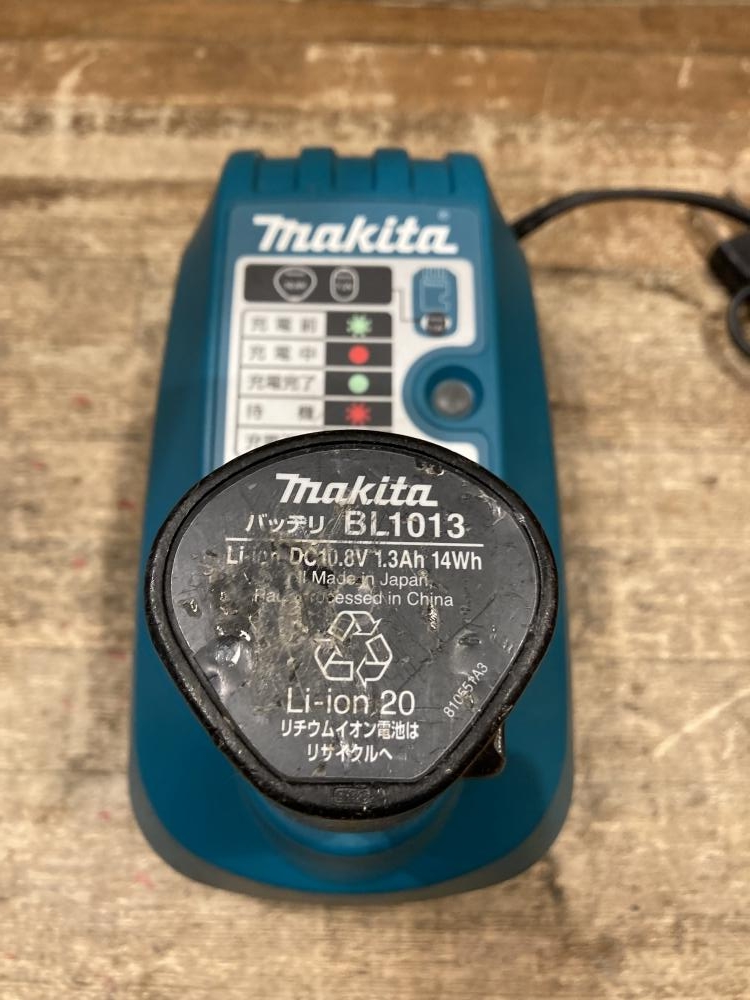 makita
充電前
充電中
充電完了
待機
makita
バッテリ BL1013
Li-ion DC10.8V 1.3Ah 14Wh
Made in Japan,
Processed in China
Li-ion 20
リチウムイオン電池は
リサイクルへ
810557A3